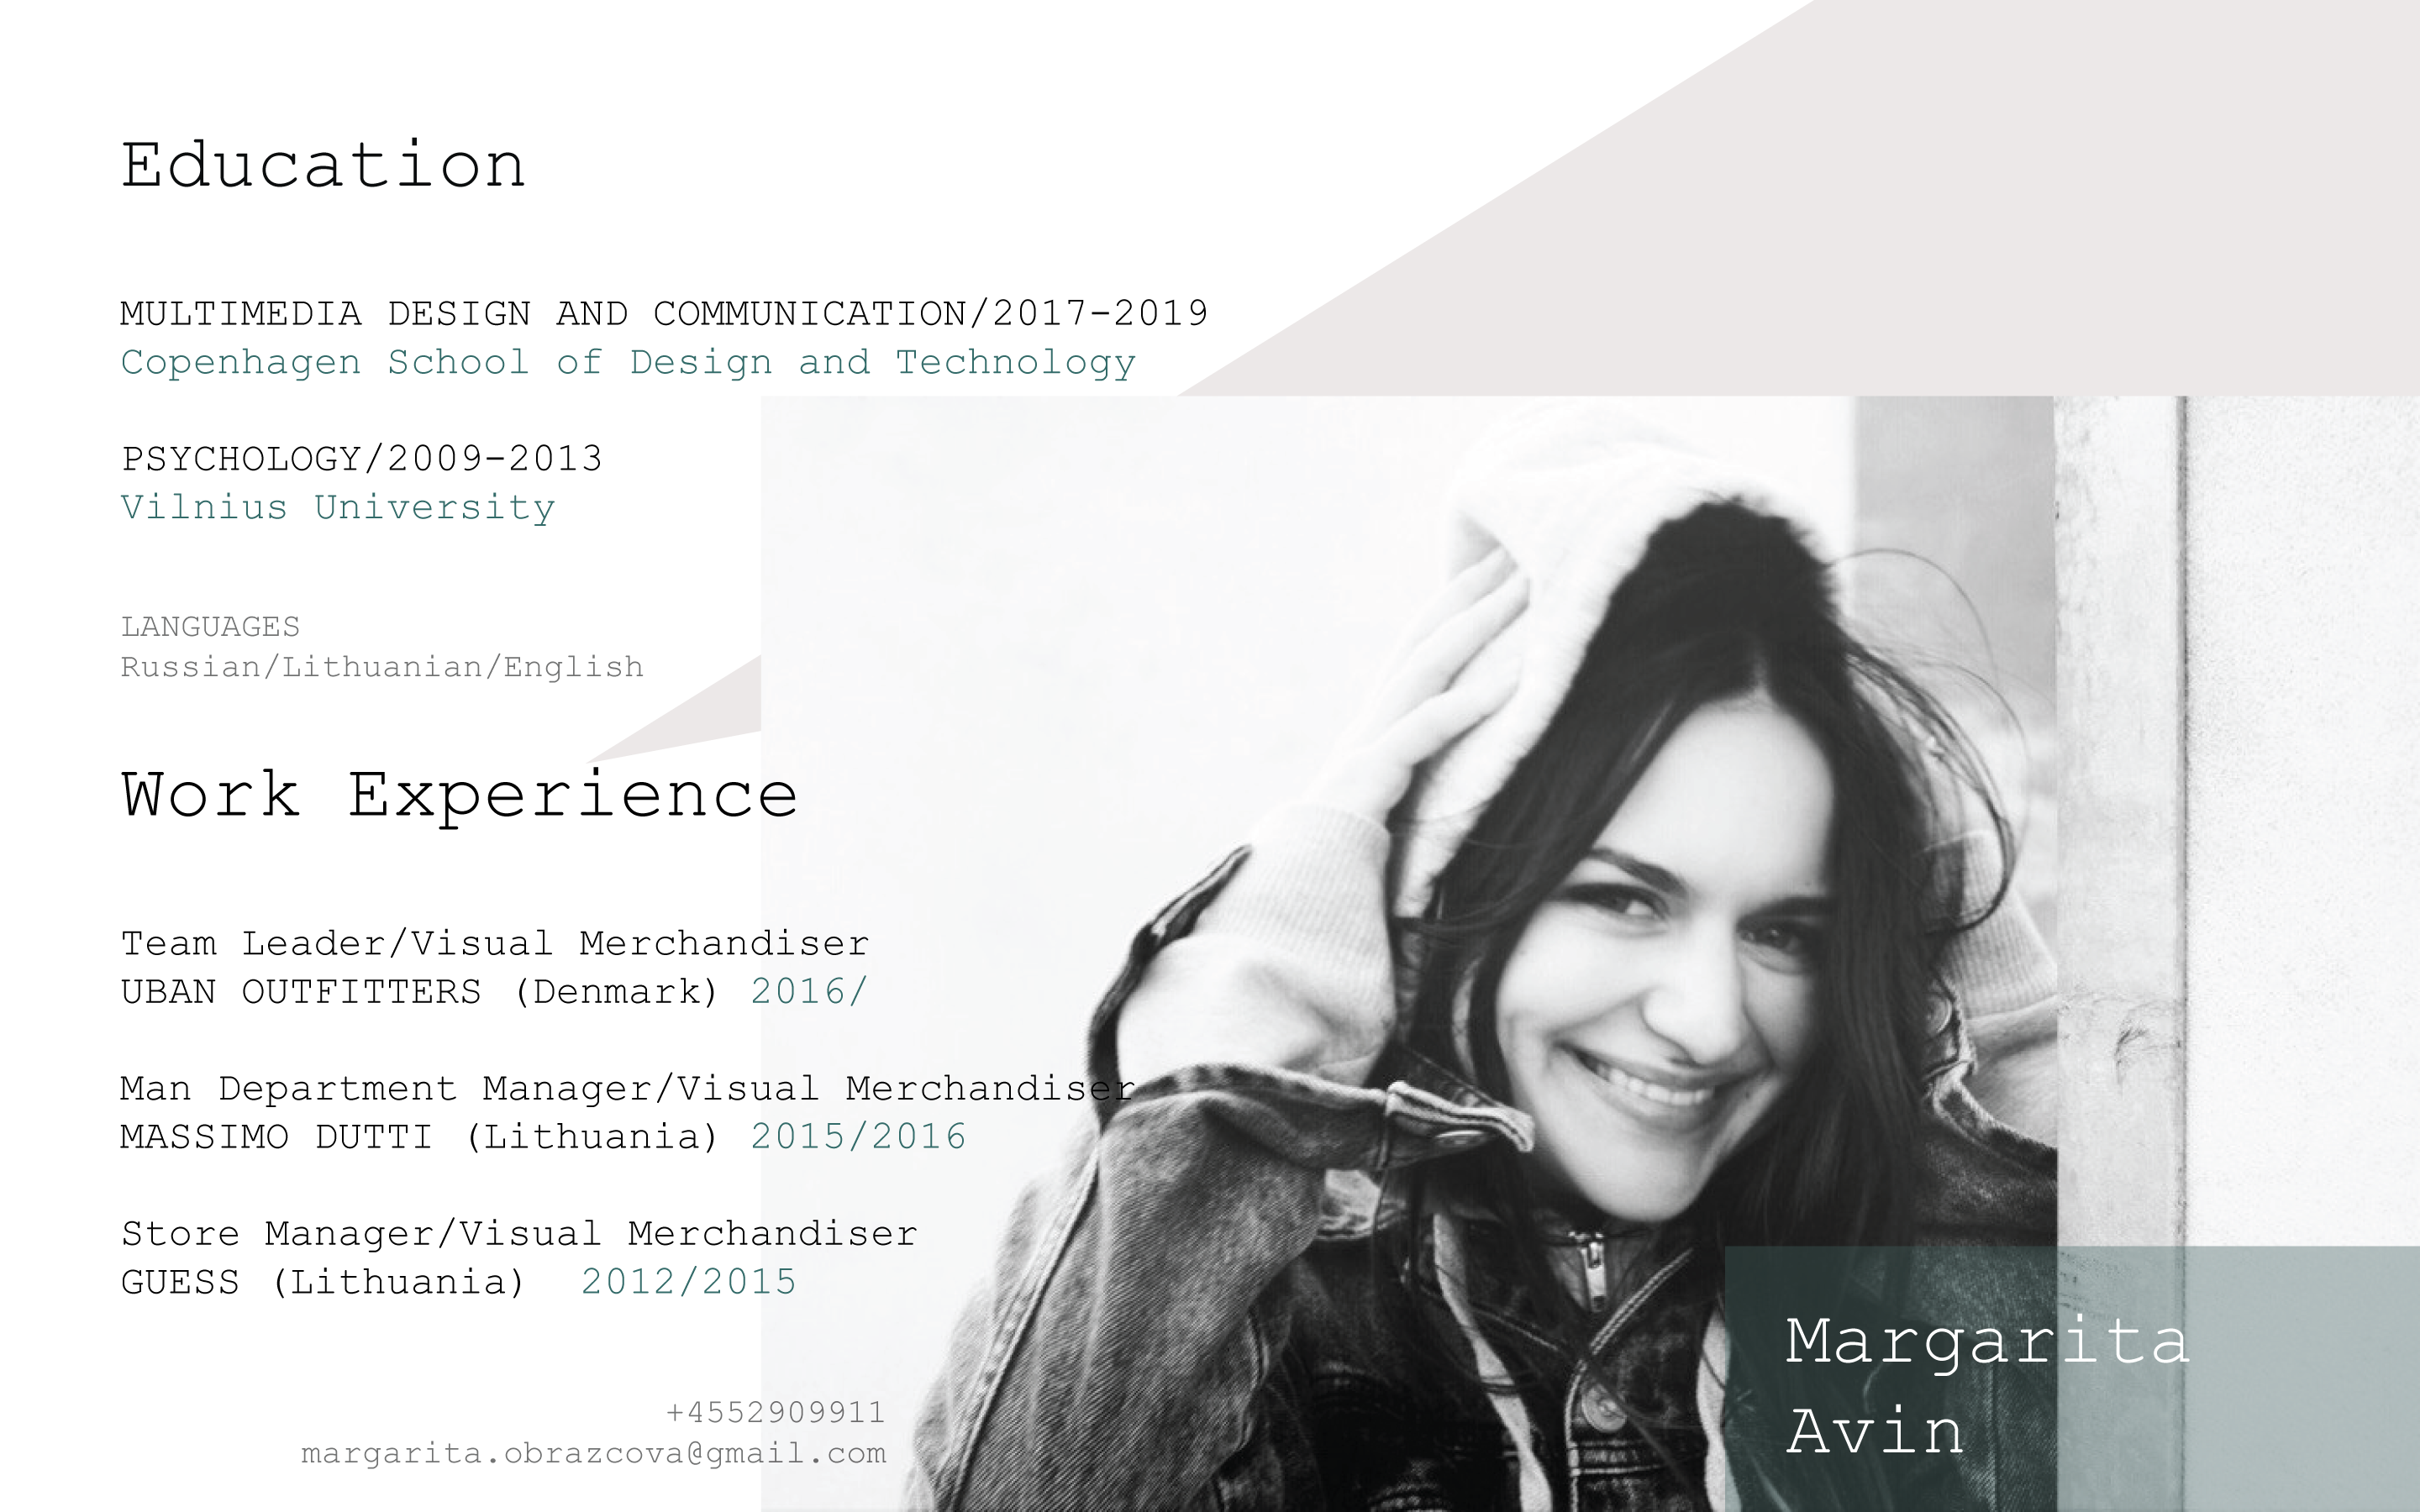 Education
MULTIMEDIA DESIGN AND COMMUNICATION/2017-2019
Copenhagen School of Design and Technology
PSYCHOLOGY/2009-2013
Vilnius University
LANGUAGES
Russian/Lithuanian/English
Work Experience
Team Leader/Visual Merchandiser
UBAN OUTFITTERS (Denmark) 2016/
Man Department Manager/Visual Merchandiser
MASSIMO DUTTI (Lithuania) 2015/2016
Store Manager/Visual Merchandiser
GUESS (Lithuania) 2012/2015
+4552909911
margarita.obrazcova@gmail.com
Margarita
Avin